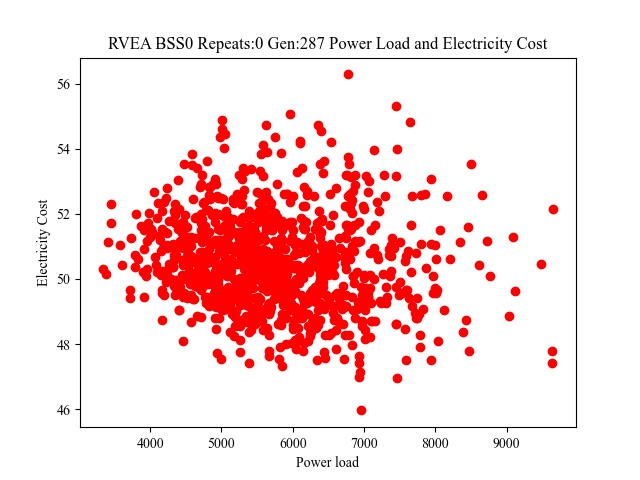 RVEA BSS0 Repeats:0 Gen:287 Power Load and Electricity Cost
56
54
52
50
48
46
Electricity Cost
4000 5000 6000 7000 8000 9000
Power load